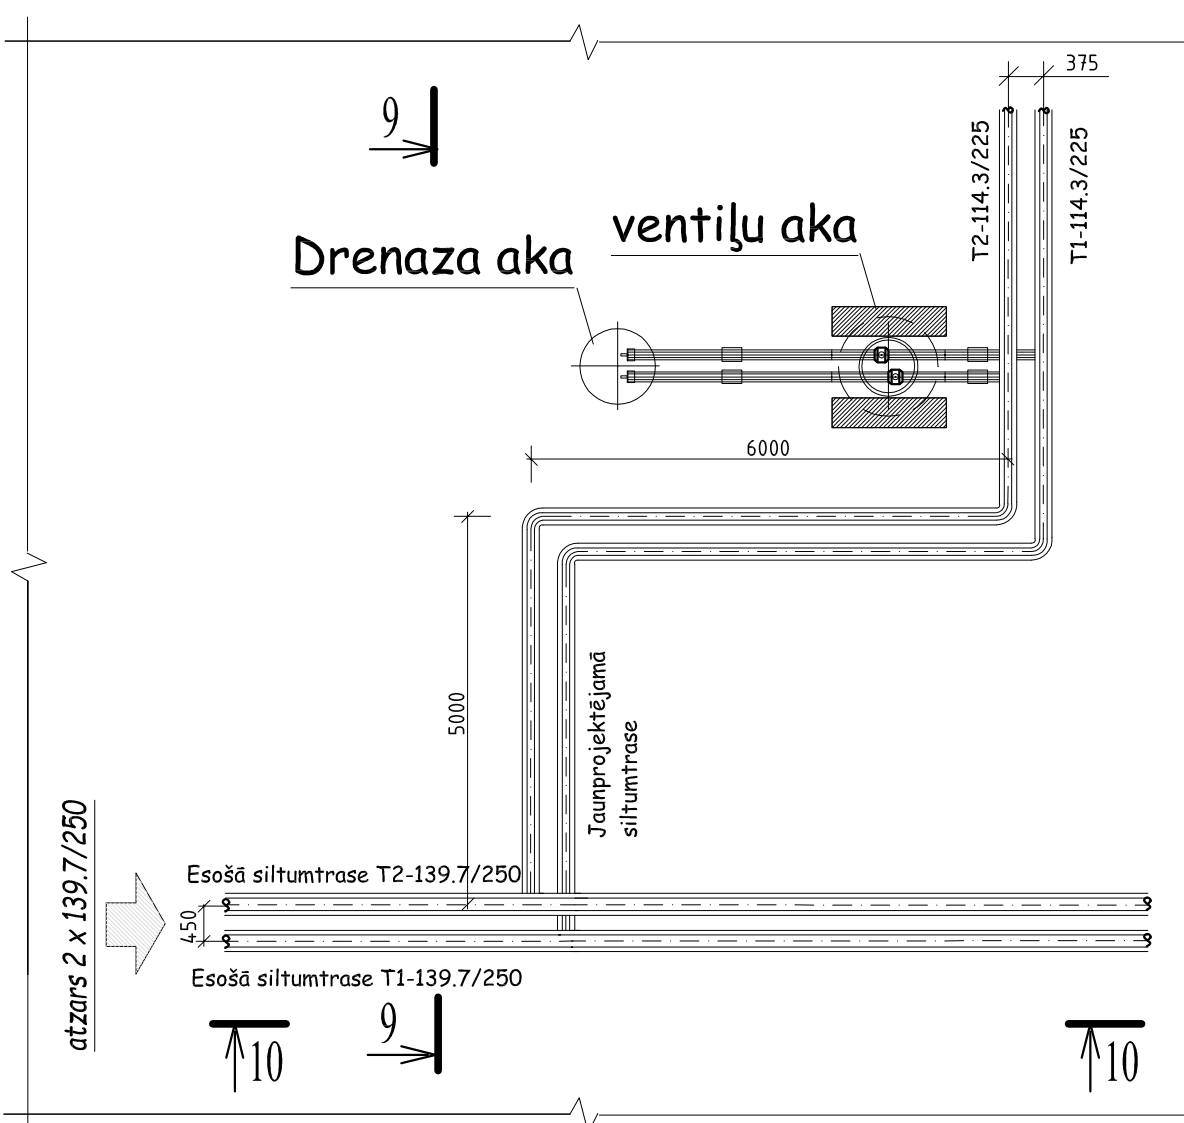 375
9
T2-114.3/225
T1-114.3/225
ventiļu aka
Drenaza aka
6000
5000
Jaunprojektējamā
siltumtrase
atzars 2 x 139.7/250
Esošā siltumtrase T2-139.7/250
450
Esošā siltumtrase T1-139.7/250
9
10
10